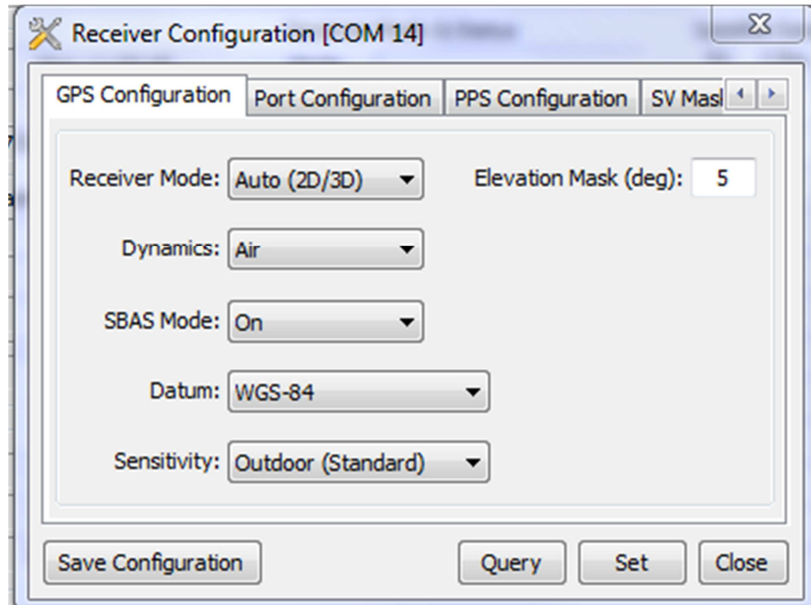 Receiver Configuration [COM 14]
GPS Configuration Port Configuration PPS Configuration SV Mask
Receiver Mode: Auto (2D/3D) Elevation Mask (deg): 5
Dynamics: Air
SBAS Mode: On
Datum: WGS-84
Sensitivity: Outdoor (Standard)
Save Configuration Query Set Close